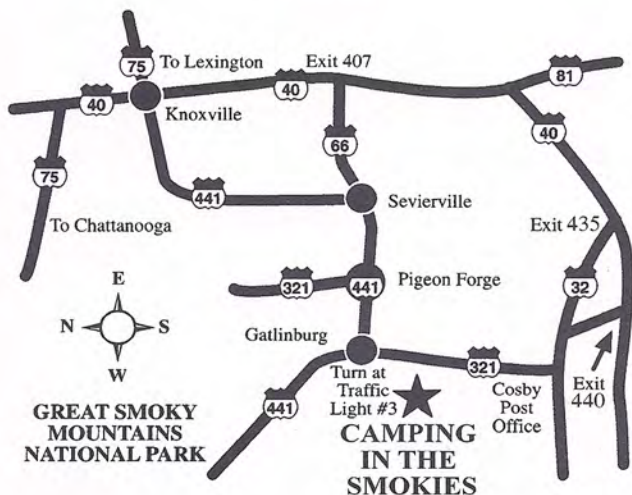 75
To Lexington
Exit 407
81
40
40
Knoxville
40
66
75
441
Sevierville
To Chattanooga
Exit 435
321
441
Pigeon Forge
32
E
N
S
W
Gatlinburg
Turn at
Traffic
Light #3
321
Cosby
Post
Office
Exit
440
441
GREAT SMOKY
MOUNTAINS
NATIONAL PARK
CAMPING
IN THE
SMOKIES